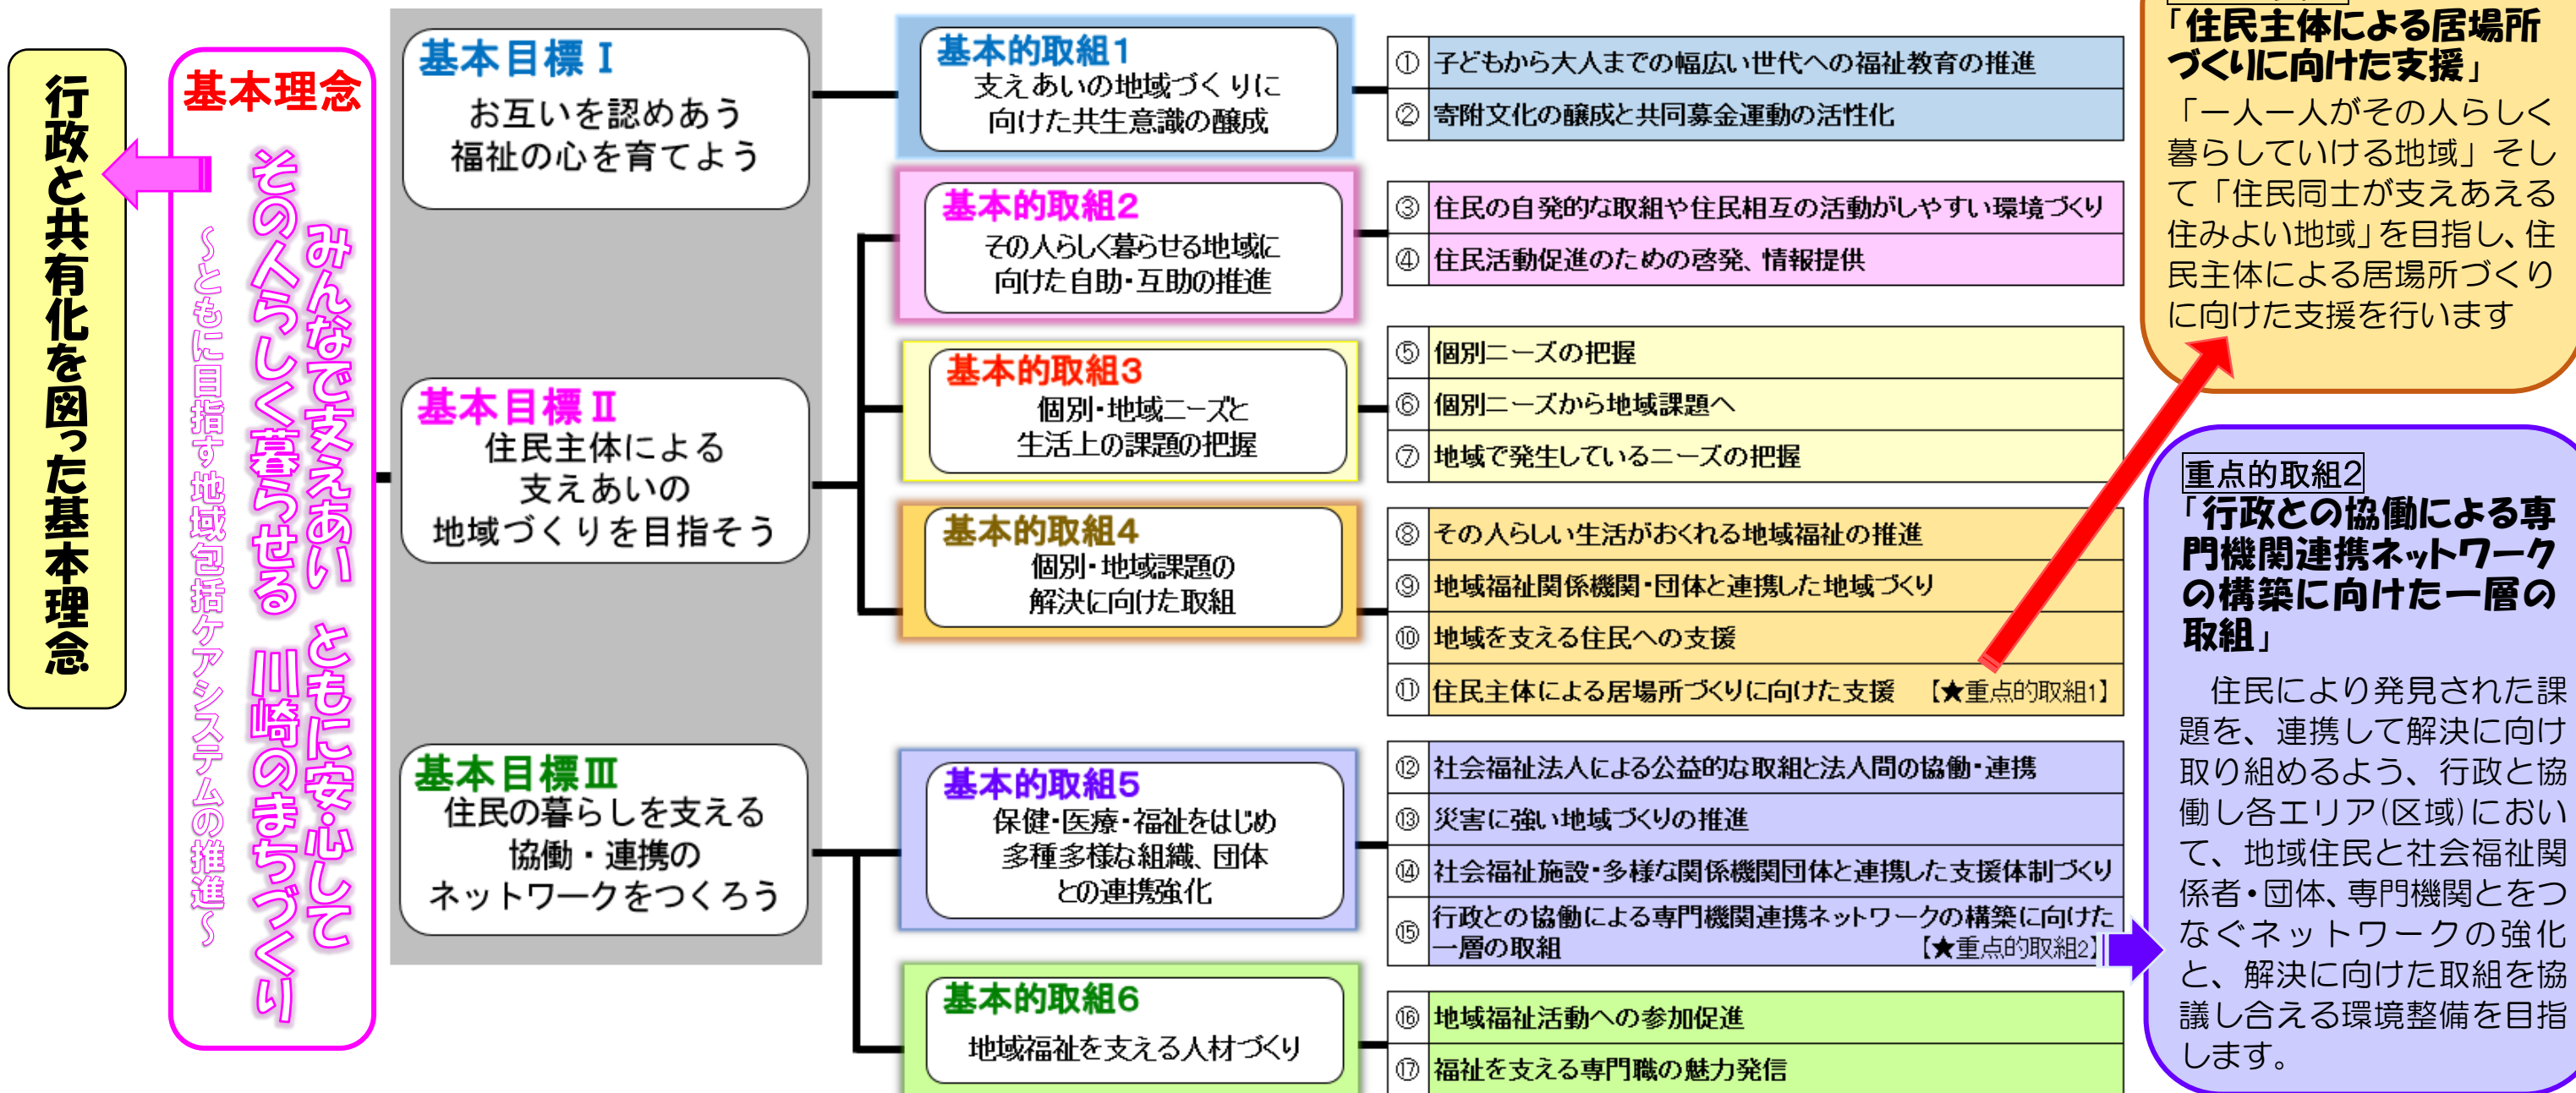 行政と共有化を図った基本理念
基本理念
みんなで支えあい ともに安心して
その人らしく暮らせる 川崎のまちづくり
～ともに目指す地域包括ケアシステムの推進～
基本目標Ⅰ
お互いを認めあう
福祉の心を育てよう
基本目標Ⅱ
住民主体による
支えあいの
地域づくりを目指そう
基本目標Ⅲ
住民の暮らしを支える
協働・連携の
ネットワークをつくろう
基本的取組1
支えあいの地域づくりに
向けた共生意識の醸成
基本的取組2
その人らしく暮らせる地域に
向けた自助・互助の推進
基本的取組3
個別・地域ニーズと
生活上の課題の把握
基本的取組4
個別・地域課題の
解決に向けた取組
基本的取組5
保健・医療・福祉をはじめ
多種多様な組織、団体
との連携強化
基本的取組6
地域福祉を支える人材づくり
① 子どもから大人までの幅広い世代への福祉教育の推進
② 寄附文化の醸成と共同募金運動の活性化
③ 住民の自発的な取組や住民相互の活動がしやすい環境づくり
④ 住民活動促進のための啓発、情報提供
⑤ 個別ニーズの把握
⑥ 個別ニーズから地域課題へ
⑦ 地域で発生しているニーズの把握
⑧ その人らしい生活がおくれる地域福祉の推進
⑨ 地域福祉関係機関・団体と連携した地域づくり
⑩ 地域を支える住民への支援
⑪ 住民主体による居場所づくりに向けた支援 【★重点的取組1】
⑫ 社会福祉法人による公益的な取組と法人間の協働・連携
⑬ 災害に強い地域づくりの推進
⑭ 社会福祉施設・多様な関係機関団体と連携した支援体制づくり
⑮ 行政との協働による専門機関連携ネットワークの構築に向けた
一層の取組 【★重点的取組2】
⑯ 地域福祉活動への参加促進
⑰ 福祉を支える専門職の魅力発信
「住民主体による居場所
づくりに向けた支援」
「一人一人がその人らしく
暮らしていける地域」そし
て「住民同士が支えあえる
住みよい地域」を目指し、住
民主体による居場所づくり
に向けた支援を行います
重点的取組2
「行政との協働による専
門機関連携ネットワーク
の構築に向けた一層の
取組」
住民により発見された課
題を、連携して解決に向け
取り組めるよう、行政と協
働し各エリア(区域)におい
て、地域住民と社会福祉関
係者・団体、専門機関とをつ
なぐネットワークの強化
と、解決に向けた取組を協
議し合える環境整備を目指
します。